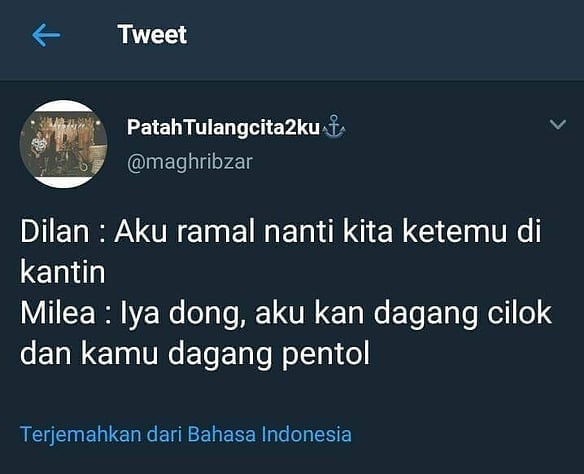 Tweet
PatahTulangcita2ku⚓
@maghribzar
Dilan : Aku ramal nanti kita ketemu di
kantin
Milea : Iya dong, aku kan dagang cilok
dan kamu dagang pentol
Terjemahkan dari Bahasa Indonesia